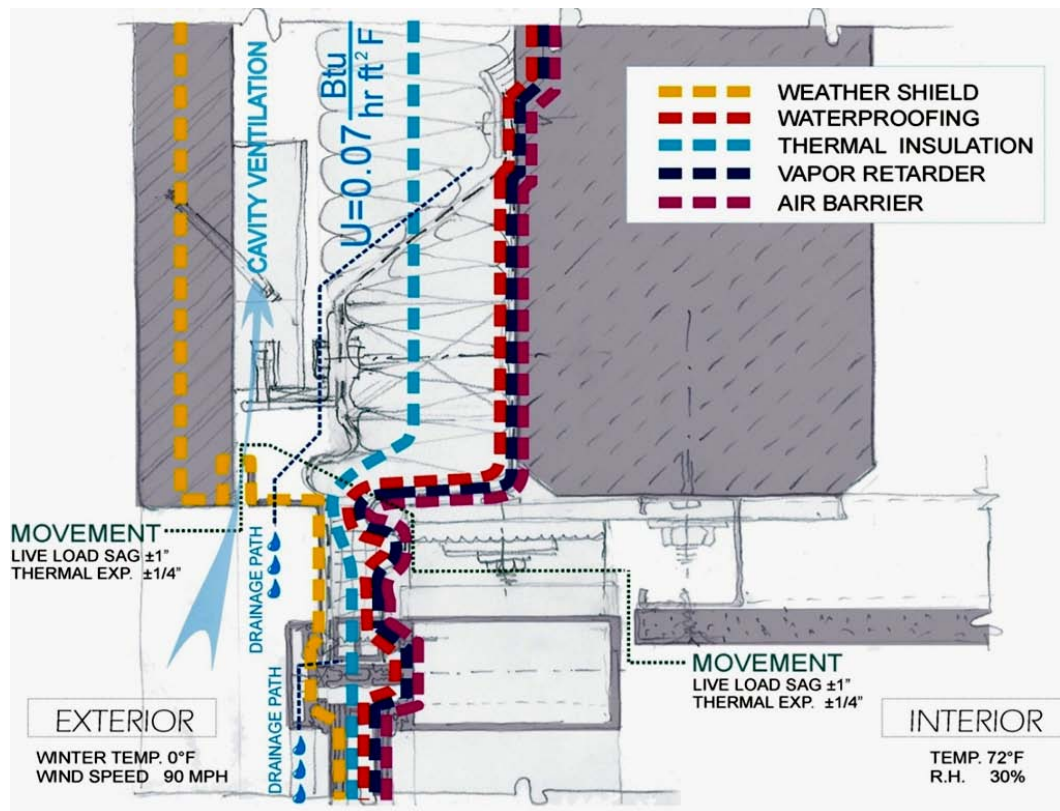 CAVITY VENTILATION
U=0.07 Btu
hr ft² F
WEATHER SHIELD
WATERPROOFING
THERMAL INSULATION
VAPOR RETARDER
AIR BARRIER
MOVEMENT
LIVE LOAD SAG ±1"
THERMAL EXP. ±1/4"
DRAINAGE PATH
DRAINAGE PATH
MOVEMENT
LIVE LOAD SAG ±1"
THERMAL EXP. ±1/4"
EXTERIOR
WINTER TEMP. 0°F
WIND SPEED 90 MPH
INTERIOR
TEMP. 72°F
R.H. 30%